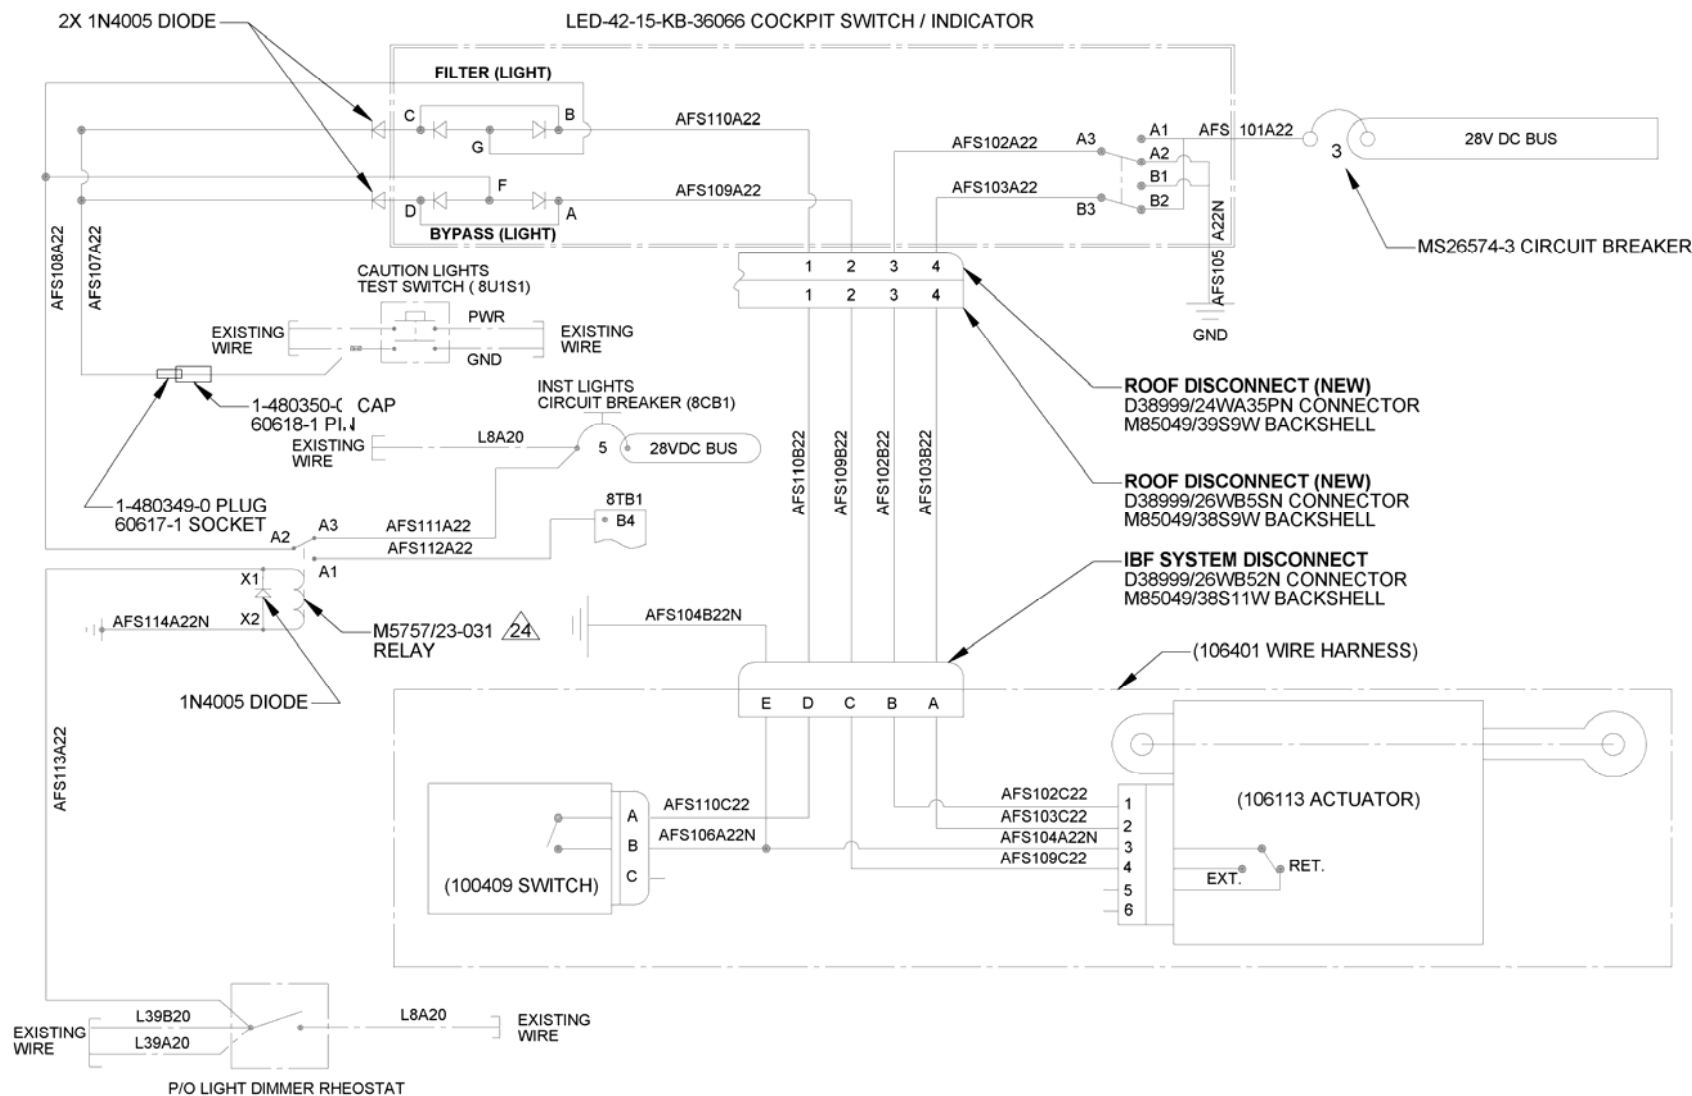 2X 1N4005 DIODE
LED-42-15-KB-36066 COCKPIT SWITCH / INDICATOR
FILTER (LIGHT)
C
B
G
AFS110A22
AFS102A22
A3
A1
A2
AFS 101A22
3
28V DC BUS
F
D
A
AFS109A22
AFS103A22
B3
B1
B2
BYPASS (LIGHT)
AFS105 A22N
MS26574-3 CIRCUIT BREAKER
AFS108A22
AFS107A22
CAUTION LIGHTS
TEST SWITCH ( 8U1S1)
1 2 3 4
1 2 3 4
GND
EXISTING
WIRE
PWR
GND
EXISTING
WIRE
1-480350-0 CAP
60618-1 PIN
INST LIGHTS
CIRCUIT BREAKER (8CB1)
ROOF DISCONNECT (NEW)
D38999/24WA35PN CONNECTOR
M85049/39S9W BACKSHELL
EXISTING
WIRE
L8A20
5
28VDC BUS
AFS110B22
AFS109B22
AFS102B22
AFS103B22
1-480349-0 PLUG
60617-1 SOCKET
ROOF DISCONNECT (NEW)
D38999/26WB5SN CONNECTOR
M85049/38S9W BACKSHELL
8TB1
B4
A2
A3
AFS111A22
AFS112A22
A1
IBF SYSTEM DISCONNECT
D38999/26WB52N CONNECTOR
M85049/38S11W BACKSHELL
X1
X2
AFS114A22N
M5757/23-031
RELAY
24
AFS104B22N
(106401 WIRE HARNESS)
1N4005 DIODE
E D C B A
AFS113A22
AFS110C22
AFS106A22N
A
B
C
(100409 SWITCH)
AFS102C22
AFS103C22
AFS104A22N
AFS109C22
1
2
3
4
5
6
(106113 ACTUATOR)
EXT.
RET.
EXISTING
WIRE
L39B20
L39A20
L8A20
EXISTING
WIRE
P/O LIGHT DIMMER RHEOSTAT